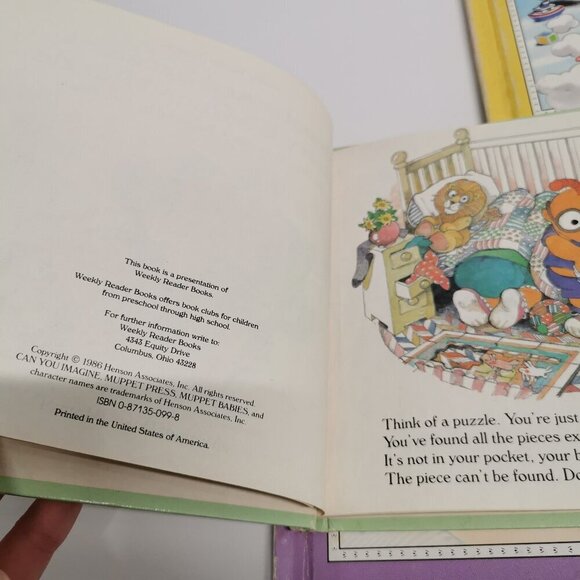 This book is a presentation of
Weekly Reader Books.
Weekly Reader Books offers book clubs for children
from preschool through high school.
For further information write to:
Weekly Reader Books
4343 Equity Drive
Columbus, Ohio 43228
Copyright © 1986 Henson Associates, Inc. All rights reserved.
CAN YOU IMAGINE, MUPPET PRESS, MUPPET BABIES, and
character names are trademarks of Henson Associates, Inc.
ISBN 0-87135-099-8
Printed in the United States of America.
Think of a puzzle. You're just
You've found all the pieces ex
It's not in your pocket, your b
The piece can't be found. Do